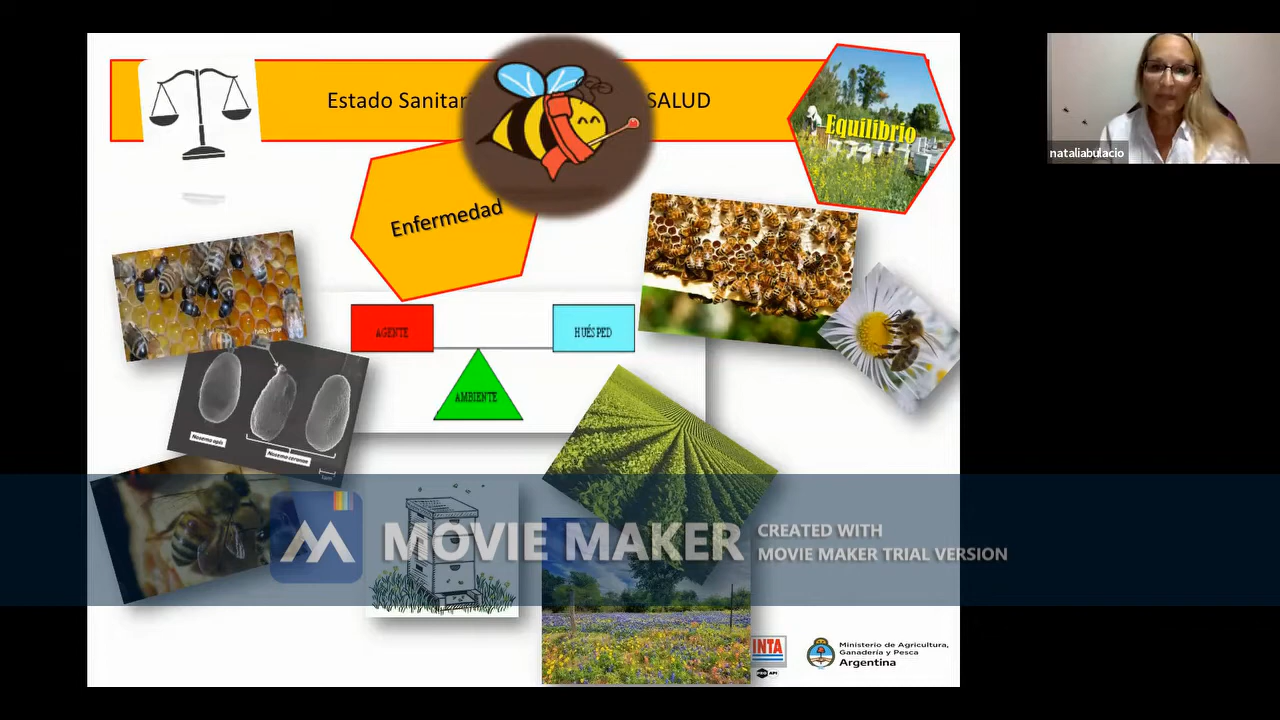 Estado Sanitar
SALUD
Equilibrio
nataliabulacio
Enfermedad
AGENTE
HUÉSPED
AMBIENTE
Nosema apis
Nosema ceranae
MOVIE MAKER
CREATED WITH
MOVIE MAKER TRIAL VERSION
INTA
Ministerio de Agricultura,
Ganadería y Pesca
Argentina